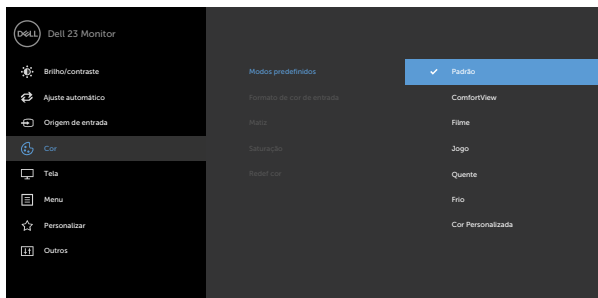 DELL Dell 23 Monitor
Brilho/contraste
Ajuste automático
Origem de entrada
Cor
Tela
Menu
Personalizar
Outros
Modos predefinidos
Formato de cor de entrada
Matiz
Saturação
Redef cor
Padrão
ComfortView
Filme
Jogo
Quente
Frio
Cor Personalizada